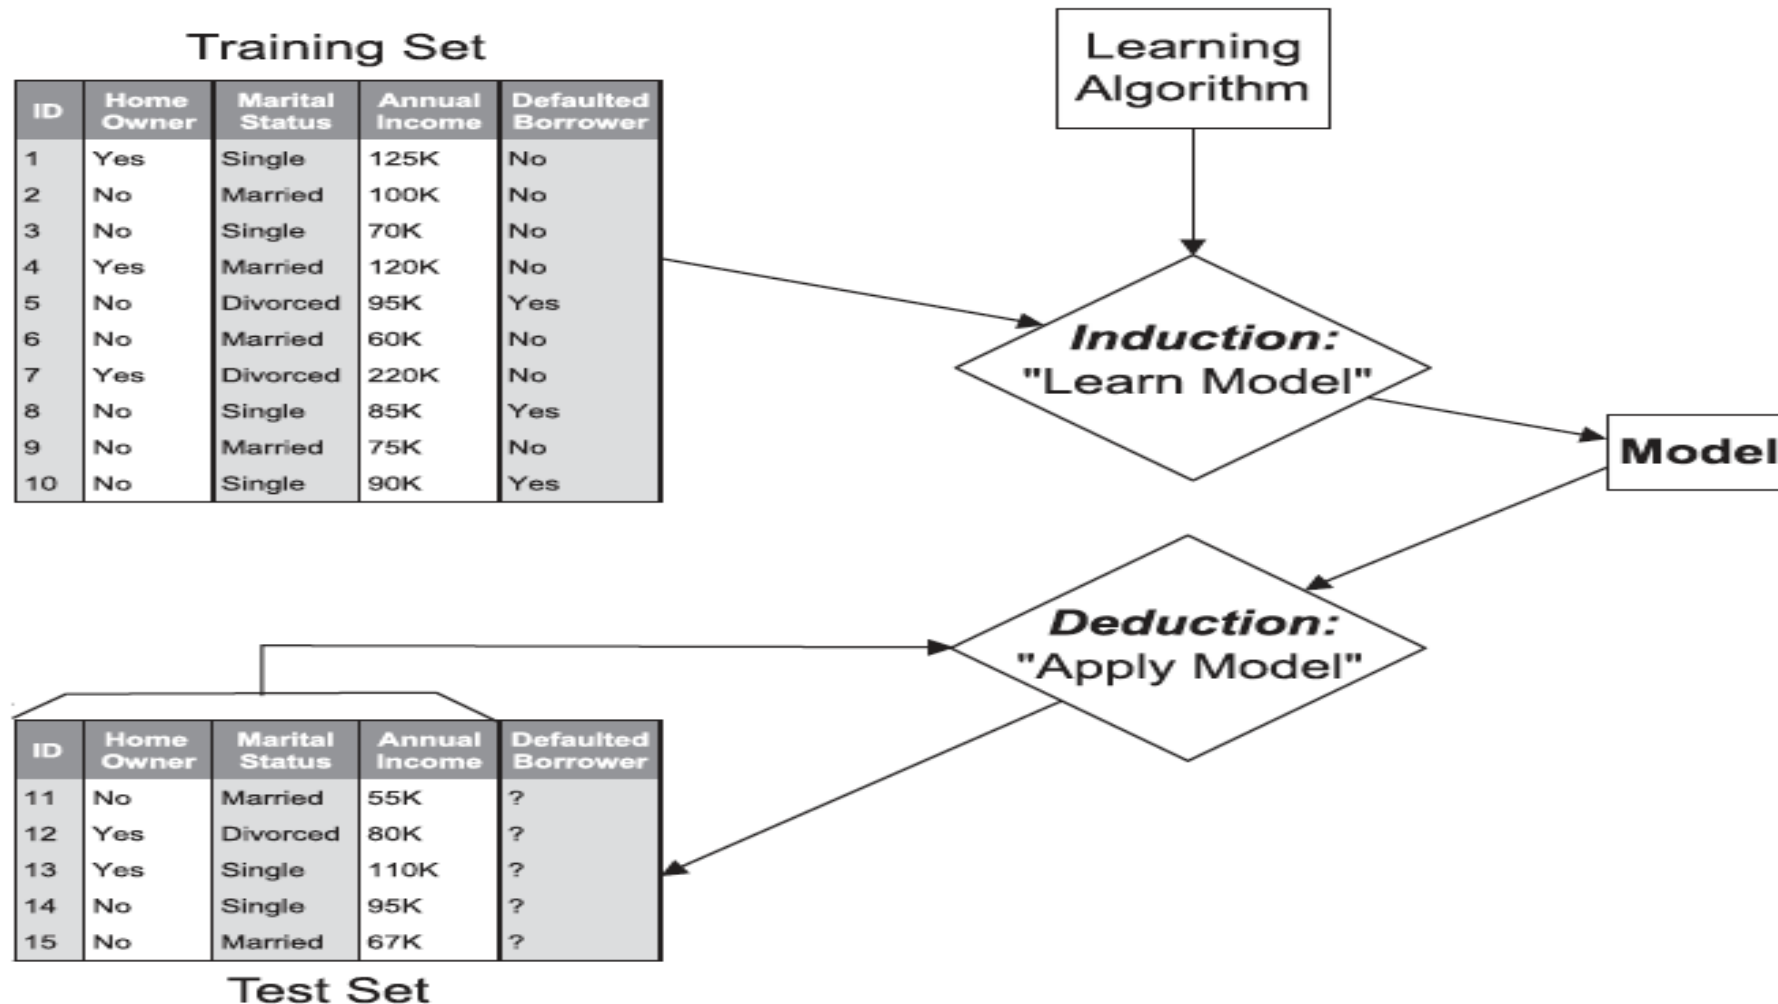 Training Set
ID Home Owner Marital Status Annual Income Defaulted Borrower
1 Yes Single 125K No
2 No Married 100K No
3 No Single 70K No
4 Yes Married 120K No
5 No Divorced 95K Yes
6 No Married 60K No
7 Yes Divorced 220K No
8 No Single 85K Yes
9 No Married 75K No
10 No Single 90K Yes
Learning
Algorithm
Induction:
"Learn Model"
Model
Deduction:
"Apply Model"
ID Home Owner Marital Status Annual Income Defaulted Borrower
11 No Married 55K ?
12 Yes Divorced 80K ?
13 Yes Single 110K ?
14 No Single 95K ?
15 No Married 67K ?
Test Set